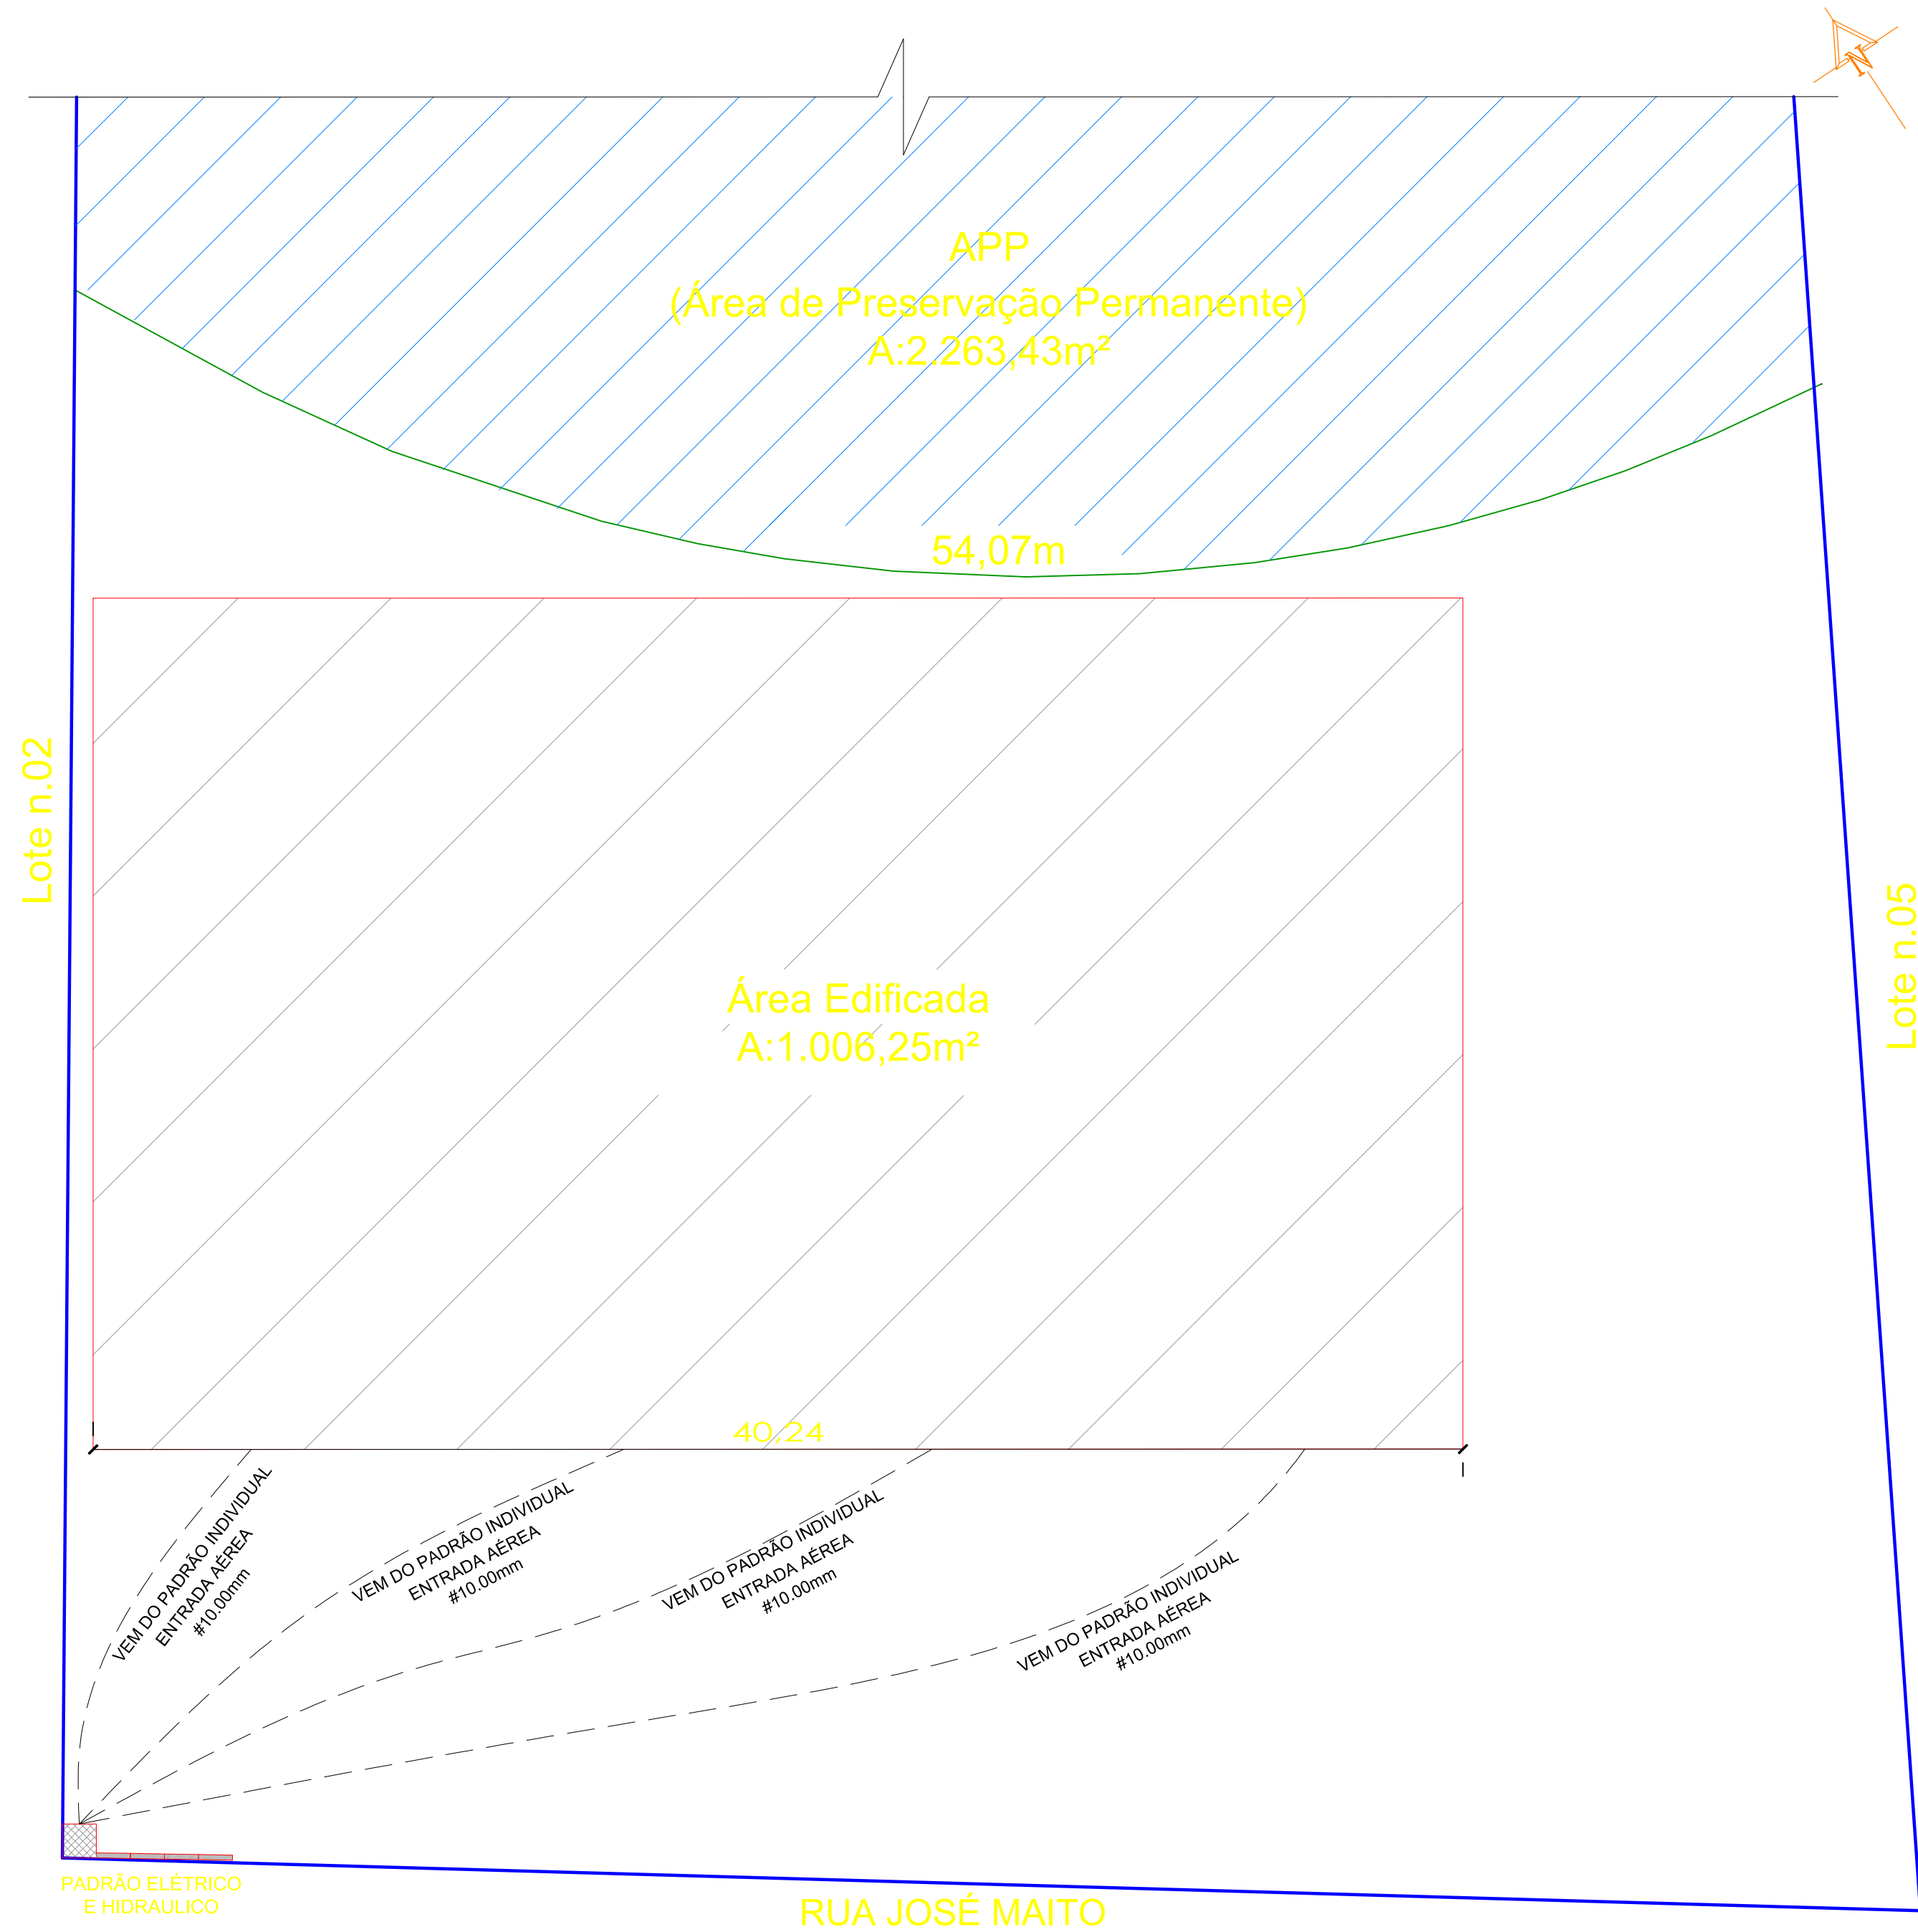 N
APP
(Área de Preservação Permanente)
A:2.263,43m²
54,07m
Lote n.02
Lote n.05
Área Edificada
A:1.006,25m²
40,24
VEM DO PADRÃO INDIVIDUAL
ENTRADA AÉREA
#10.00mm
VEM DO PADRÃO INDIVIDUAL
ENTRADA AÉREA
#10.00mm
VEM DO PADRÃO INDIVIDUAL
ENTRADA AÉREA
#10.00mm
VEM DO PADRÃO INDIVIDUAL
ENTRADA AÉREA
#10.00mm
PADRÃO ELÉTRICO
E HIDRAULICO
RUA JOSÉ MAITO